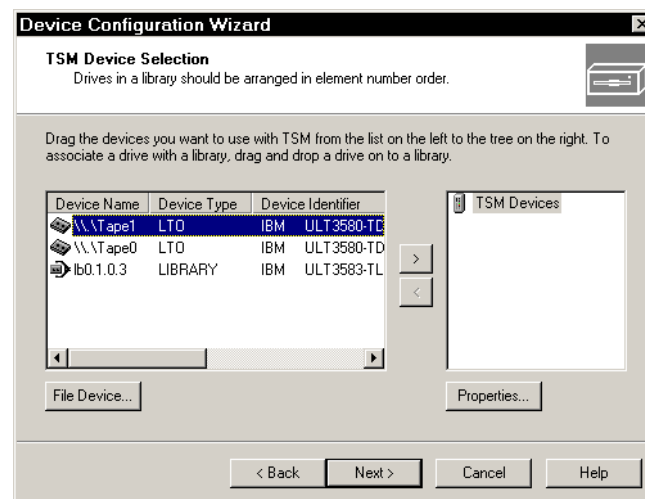 Device Configuration Wizard
TSM Device Selection
Drives in a library should be arranged in element number order.
Drag the devices you want to use with TSM from the list on the left to the tree on the right. To
associate a drive with a library, drag and drop a drive on to a library.
Device Name Device Type Device Identifier
\\.\Tape1 LTO IBM ULT3580-TD
\\.\Tape0 LTO IBM ULT3580-TD
lb0.1.0.3 LIBRARY IBM ULT3583-TL
TSM Devices
>
<
File Device...
Properties...
< Back Next > Cancel Help